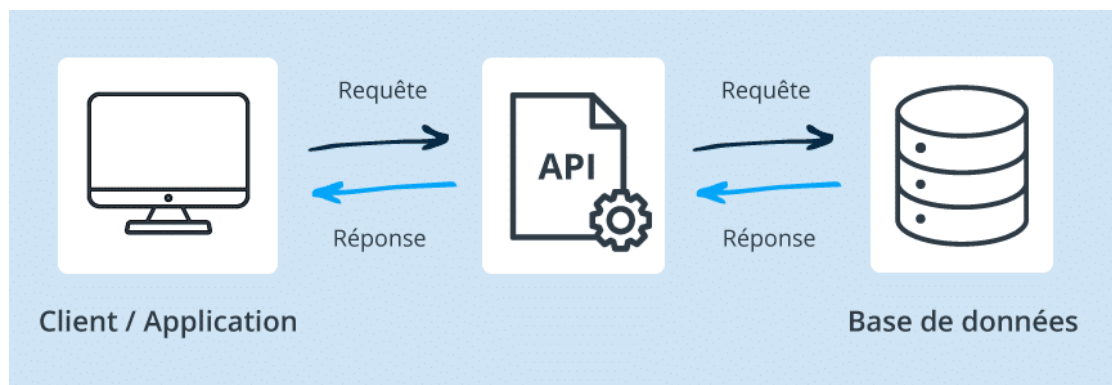 Requête
Requête
API
Réponse
Réponse
Client / Application
Base de données